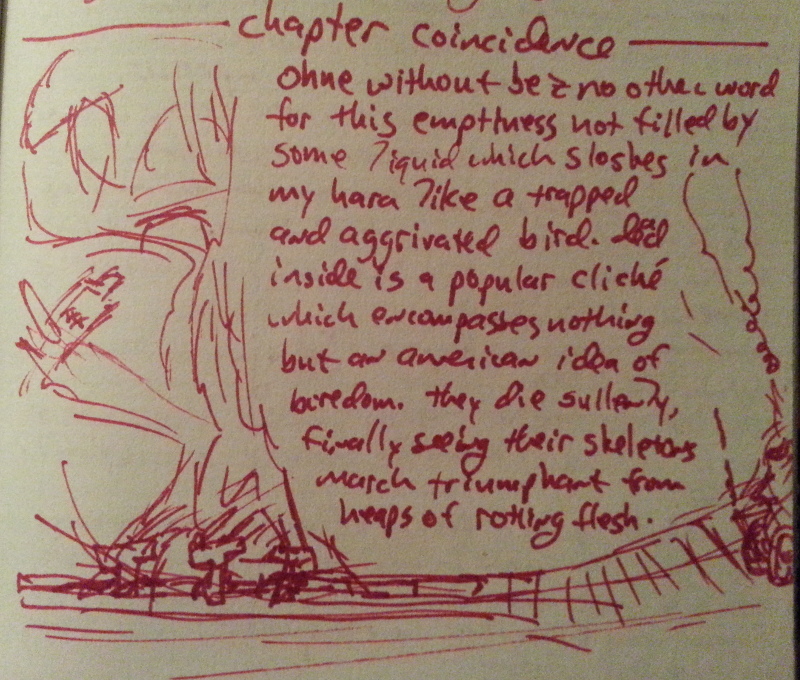 chapter coincidence
ohne without be no other word
for this emptiness not filled by
some liquid which sloshes in
my hara like a trapped
and aggrivated bird.
inside is a popular cliché
which encompasses nothing
but an american idea of
boredom. they die sullenly,
finally seeing their skeletons
march triumphant from
heaps of rotting flesh.